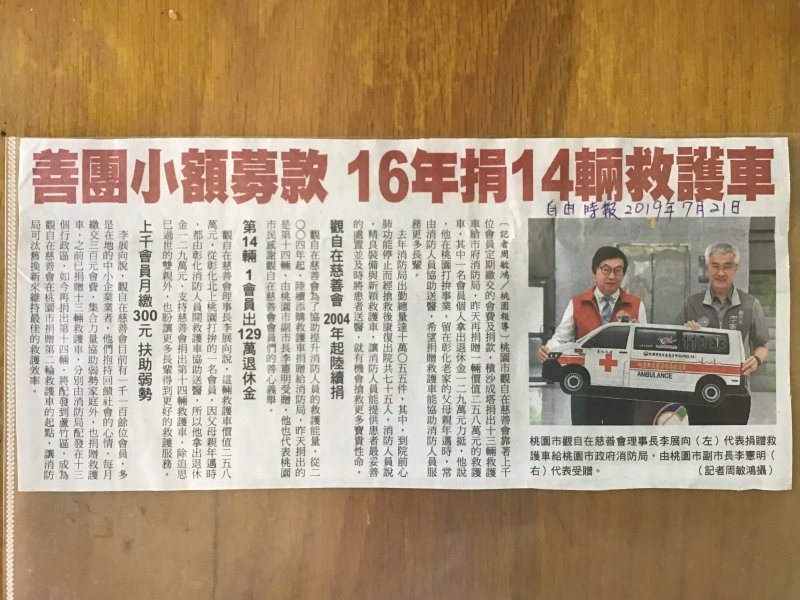 善團小額募款 16年捐14輛救護車
自由時報 2019年7月21日
〔記者周敏鴻／桃園報導〕桃園市觀自在慈善會靠著上千
位會員定期繳交的會費及捐款，積沙成塔捐出十三輛救護
車給市府消防局，昨天再捐贈一輛價值二五八萬元的救護
車，其中一名會員個人拿出退休金一二九萬元力挺，他說
，他在桃園打拚事業，留在彰化老家的父母親年邁時，常
由消防人員協助送醫，希望捐贈救護車能協助消防人員服
務更多長輩。
去年消防局出勤總量達十萬○五五件，其中，到院前心
肺功能停止而經搶救後康復出院共七十五人，消防人員說
，精良裝備與新穎救護車，讓消防人員能提供患者最妥善
的處置並及時將患者送醫，就有機會搶救更多寶貴性命。
觀自在慈善會 2004年起陸續捐
觀自在慈善會為了協助提升消防人員的救護能量，從二
○○四年起，陸續添購救護車捐贈給消防局，昨天捐出的
是第十四輛，由桃園市副市長李憲明受贈，他也代表桃園
市民感謝觀自在慈善會會員們的善心義舉。
第14輛 1會員出129萬退休金
觀自在慈善會理事長李展向說，這輛救護車價值二五八
萬元，從彰化北上桃園打拚的一名會員，因父母親年邁時
，都由彰化消防人員開救護車協助送醫，所以他拿出退休
金一二九萬元，支持慈善會捐出第十四輛救護車，除追思
已過世的雙親外，也盼讓更多長輩得到更好的救護服務。
上千會員月繳300元 扶助弱勢
李展向說，觀自在慈善會目前有一千一百餘位會員，多
是在地的中小企業業者，他們抱持回饋社會的心情，每月
繳交三百元會費，集合力量協助弱勢家庭外，也捐贈救護
車，之前已捐贈十三輛救護車，分別由消防局配發在十三
個行政區，如今再捐出第十四輛，將配發到蘆竹區，成為
觀自在慈善會在桃園市捐贈第二輪救護車的起點，讓消防
局可汰舊換新來維持最佳的救護效率。
119
AMBULANCE
桃園市觀自在慈善會理事長李展向（左）代表捐贈救
護車給桃園市政府消防局，由桃園市副市長李憲明（
右）代表受贈。 （記者周敏鴻攝）